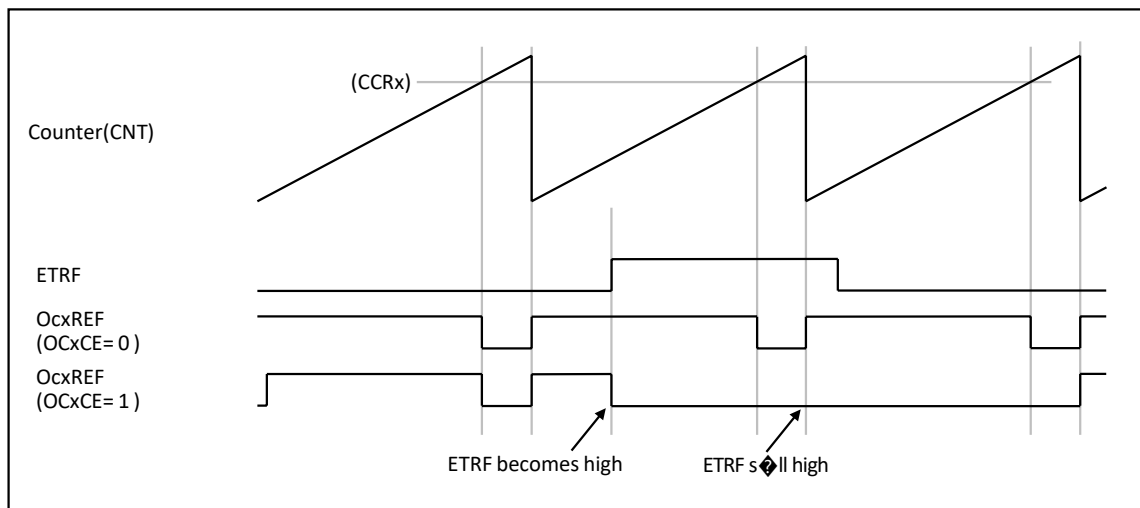 (CCRx)
Counter(CNT)
ETRF
OcxREF
(OCxCE= 0 )
OcxREF
(OCxCE= 1 )
ETRF becomes high
ETRF s�ll high